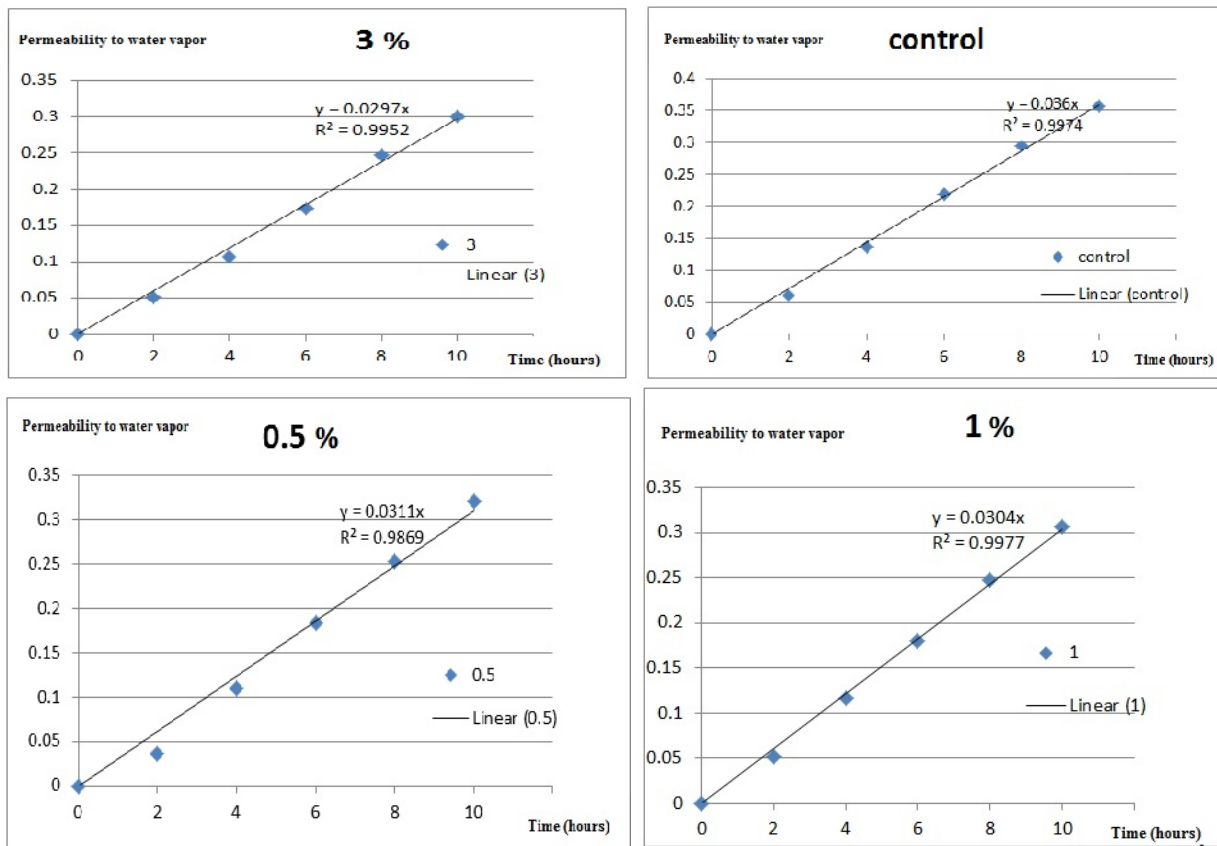 Permeability to water vapor
3 %
0.35
0.3
0.25
0.2
0.15
0.1
0.05
0
y = 0.0297x
R² = 0.9952
3
Linear (3)
0 2 4 6 8 10
Time (hours)
Permeability to water vapor
control
0.4
0.35
0.3
0.25
0.2
0.15
0.1
0.05
0
y = 0.036x
R² = 0.9974
control
Linear (control)
0 2 4 6 8 10
Time (hours)
Permeability to water vapor
0.5 %
0.35
0.3
0.25
0.2
0.15
0.1
0.05
0
y = 0.0311x
R² = 0.9869
0.5
Linear (0.5)
0 2 4 6 8 10
Time (hours)
Permeability to water vapor
1 %
0.35
0.3
0.25
0.2
0.15
0.1
0.05
0
y = 0.0304x
R² = 0.9977
1
Linear (1)
0 2 4 6 8 10
Time (hours)